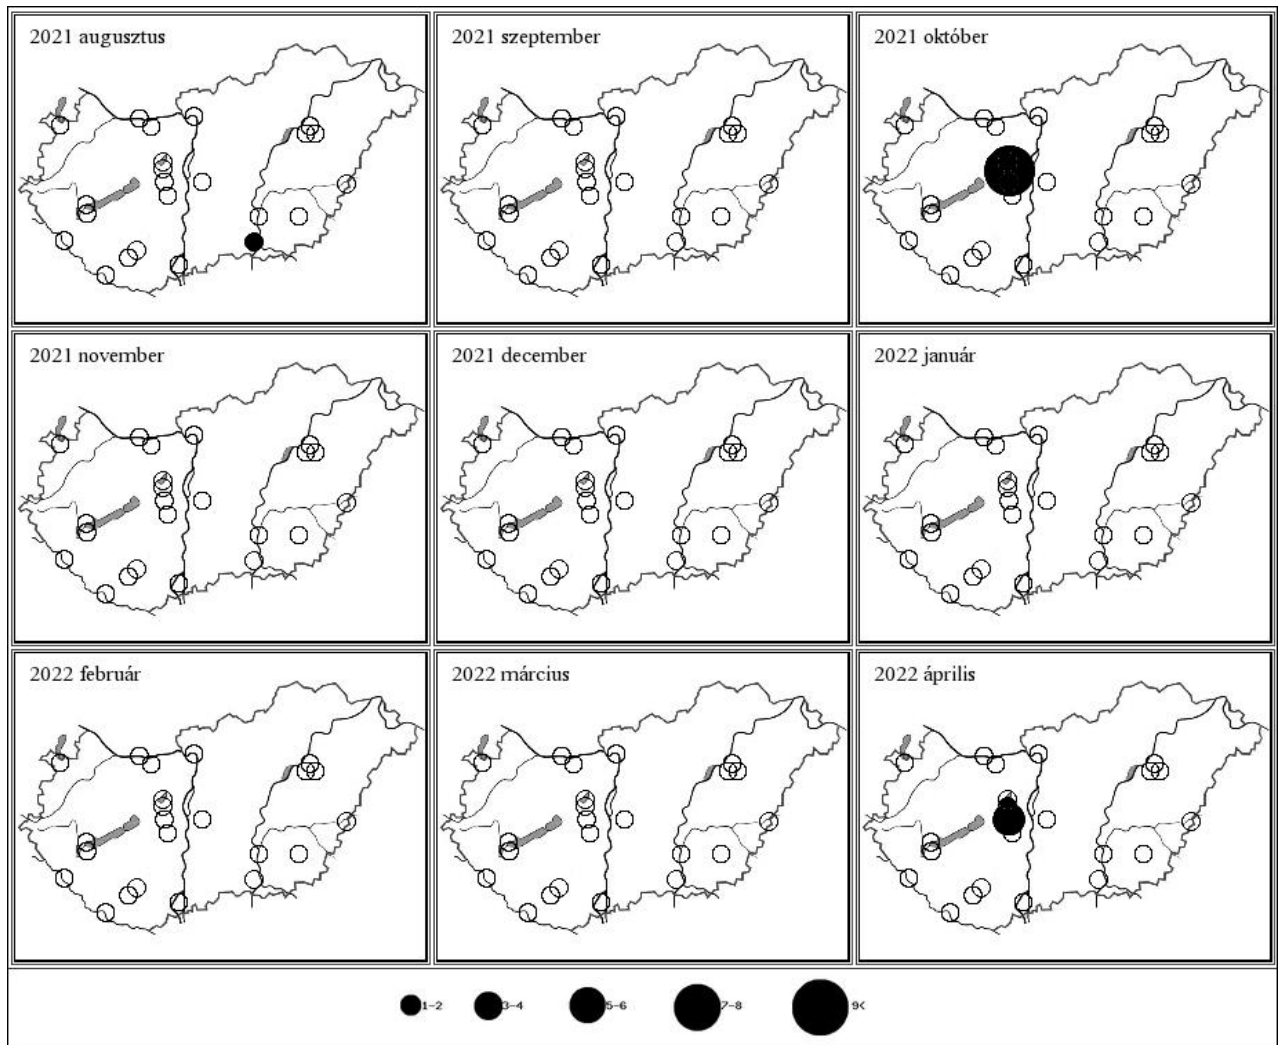 2021 augusztus
2021 szeptember
2021 október
2021 november
2021 december
2022 január
2022 február
2022 március
2022 április
1-2 3-4 5-6 7-8 9<